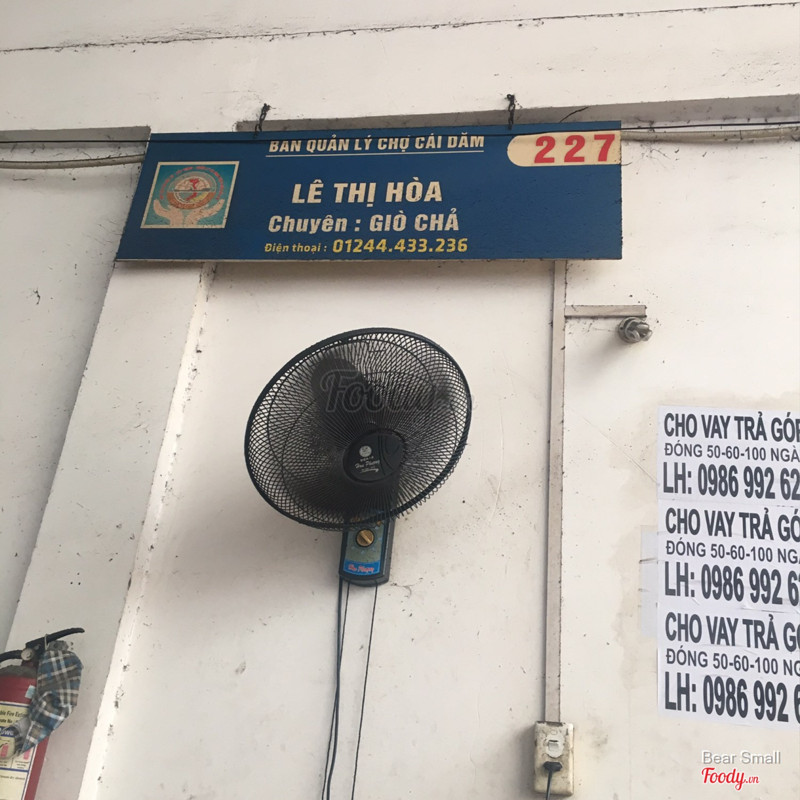 BAN QUẢN LÝ CHỢ CÁI DĂM
227
LÊ THỊ HÒA
Chuyên : GIÒ CHẢ
Điện thoại : 01244.433.236
Foody
CHO VAY TRẢ GÓP
ĐÓNG 50-60-100 NGÀ
LH: 0986 992 62
CHO VAY TRẢ GÓ
ĐÓNG 50-60-100 NGÀ
LH: 0986 992 6
CHO VAY TRẢ GÓ
ĐÓNG 50-60-100 N
LH: 0986 992 6
Bear Small
Foody.vn